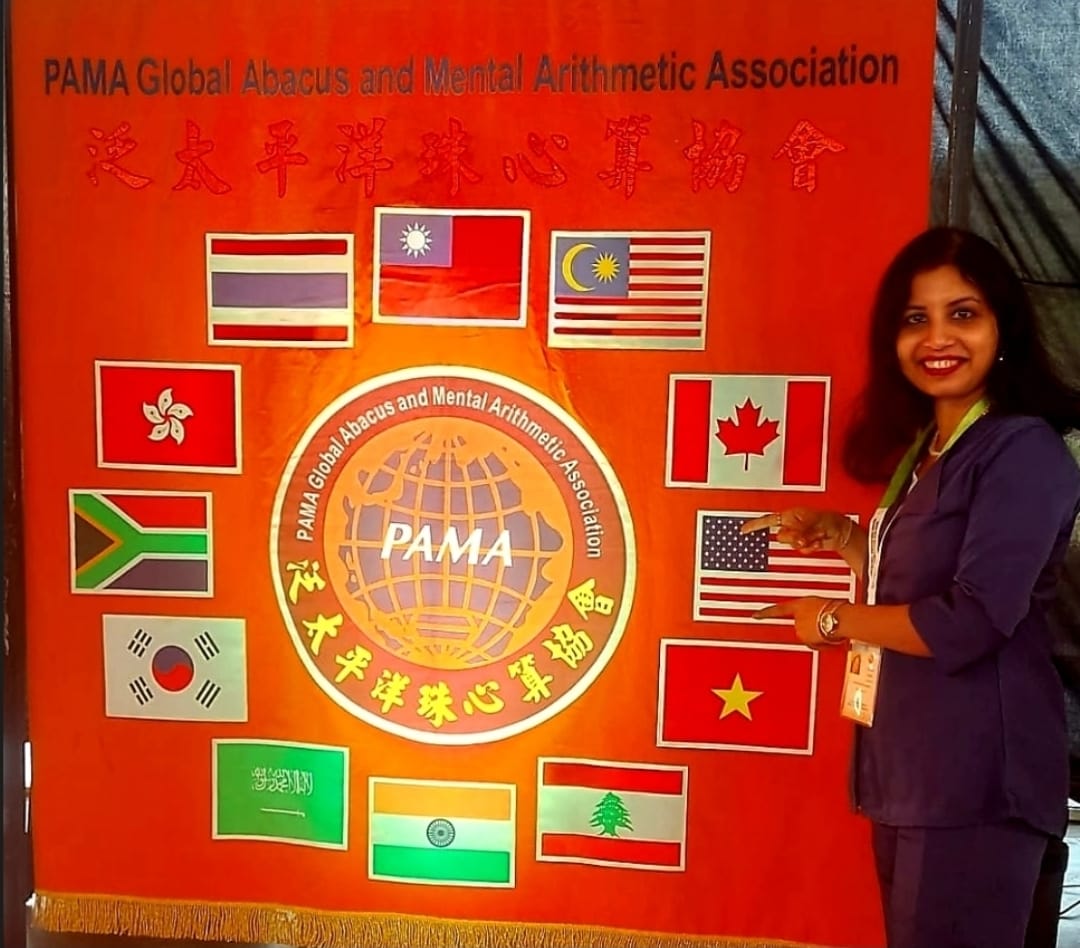 PAMA Global Abacus and Mental Arithmetic Association
泛太平洋珠心算協會
PAMA Global Abacus and Mental Arithmetic Association
PAMA
泛太平洋珠心算協會